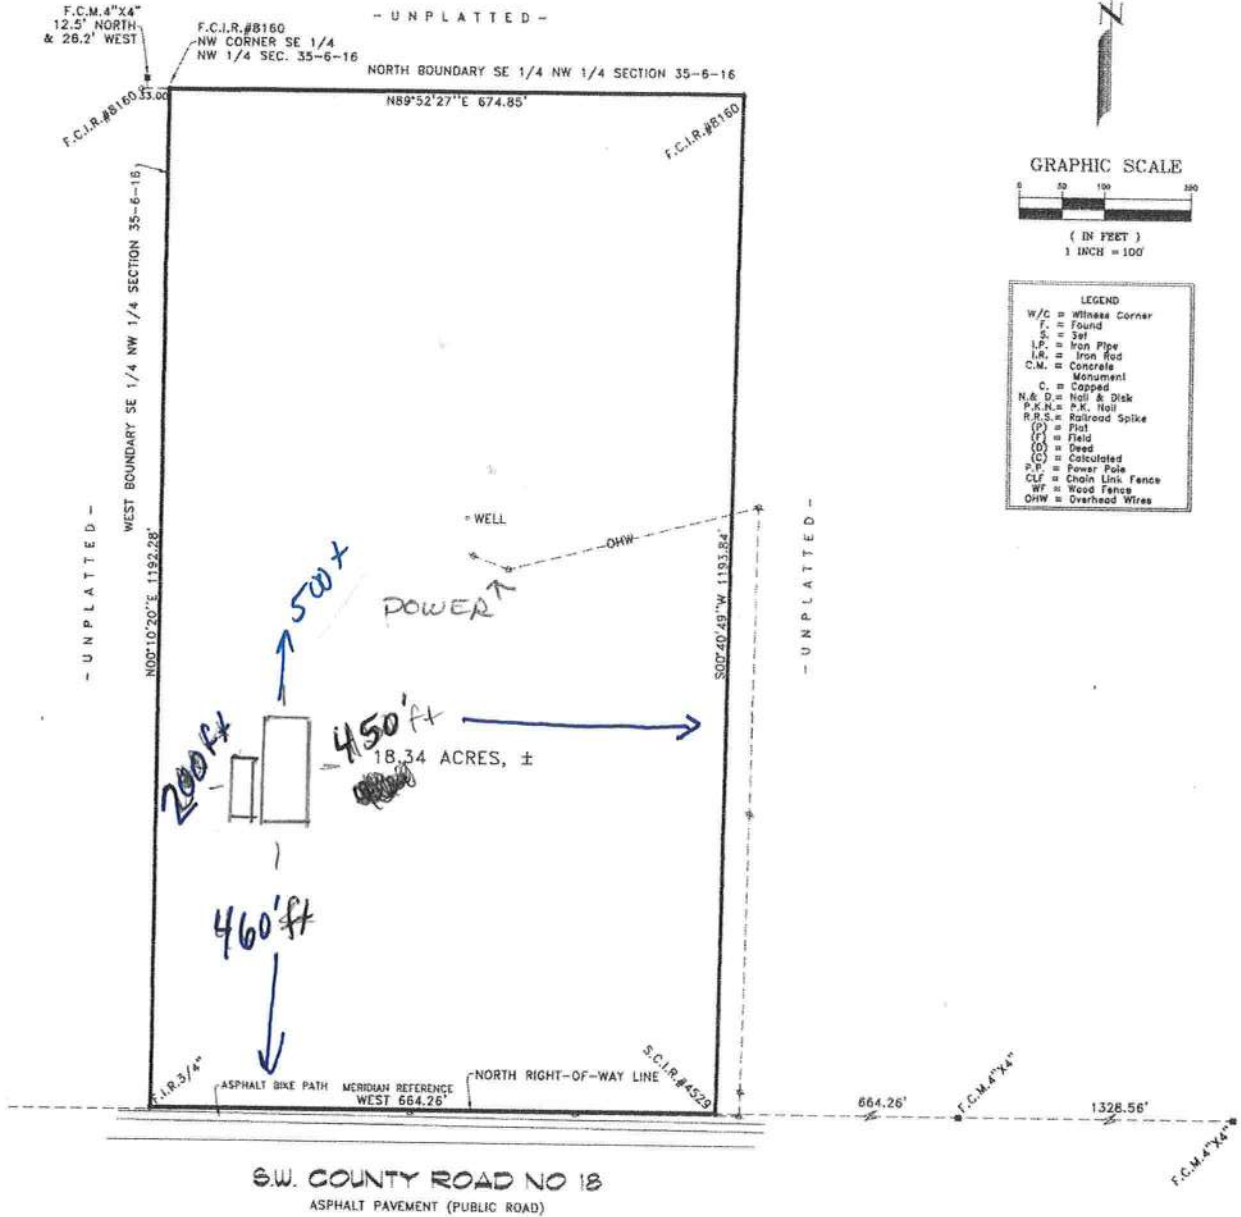 F.C.M.4"X4"
12.5' NORTH
& 26.2' WEST
F.C.I.R.#8160
NW CORNER SE 1/4
NW 1/4 SEC. 35-6-16
-UNPLATTED-
NORTH BOUNDARY SE 1/4 NW 1/4 SECTION 35-6-16
N89°52'27"E 674.85'
33.00
F.C.I.R.#8160
F.C.I.R.#8160
N
GRAPHIC SCALE
0 50 100 200
( IN FEET )
1 INCH = 100'
LEGEND
W/C = Witness Corner
F. = Found
S. = Set
I.P. = Iron Pipe
I.R. = Iron Rod
C.M. = Concrete
Monument
C. = Capped
N.& D.= Nail & Disk
P.K.N.= P.K. Nail
R.R.S.= Railroad Spike
(P) = Plat
(F) = Field
(D) = Deed
(C) = Calculated
P.P. = Power Pole
CLF = Chain Link Fence
WF = Wood Fence
OHW = Overhead Wires
WEST BOUNDARY SE 1/4 NW 1/4 SECTION 35-6-16
-UNPLATTED-
N00°10'20"E 1192.28'
WELL
OHW
POWER
S00°40'49"W 1193.84'
-UNPLATTED-
500+
200ft
450'ft
18.34 ACRES, ±
460'ft
F.I.R.3/4"
ASPHALT BIKE PATH
MERIDIAN REFERENCE
WEST 664.26'
NORTH RIGHT-OF-WAY LINE
S.C.I.R.#4529
664.26'
F.C.M.4"X4"
1328.56'
F.C.M.4"X4"
S.W. COUNTY ROAD NO 18
ASPHALT PAVEMENT (PUBLIC ROAD)